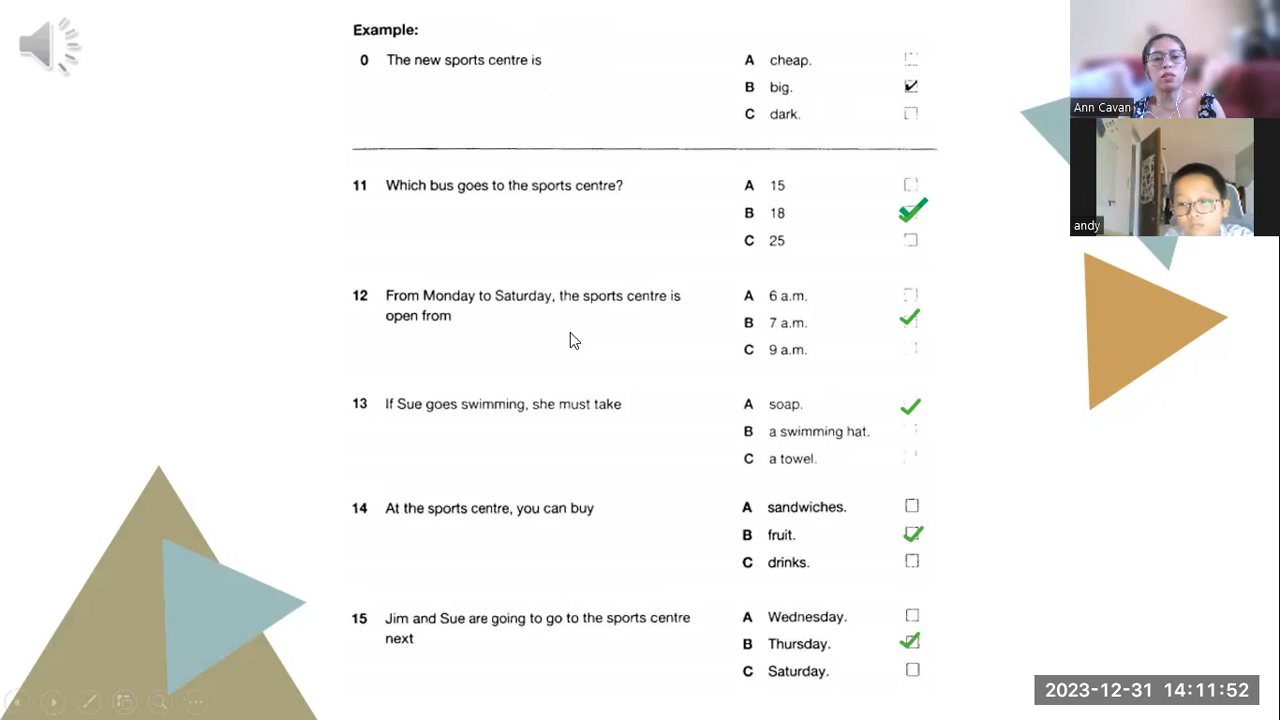 Example:
0 The new sports centre is A cheap.
B big.
C dark.
11 Which bus goes to the sports centre? A 15
B 18
C 25
12 From Monday to Saturday, the sports centre is A 6 a.m.
open from B 7 a.m.
C 9 a.m.
13 If Sue goes swimming, she must take A soap.
B a swimming hat.
C a towel.
14 At the sports centre, you can buy A sandwiches.
B fruit.
C drinks.
15 Jim and Sue are going to go to the sports centre A Wednesday.
next B Thursday.
C Saturday.
Ann Cavan
andy
2023-12-31 14:11:52